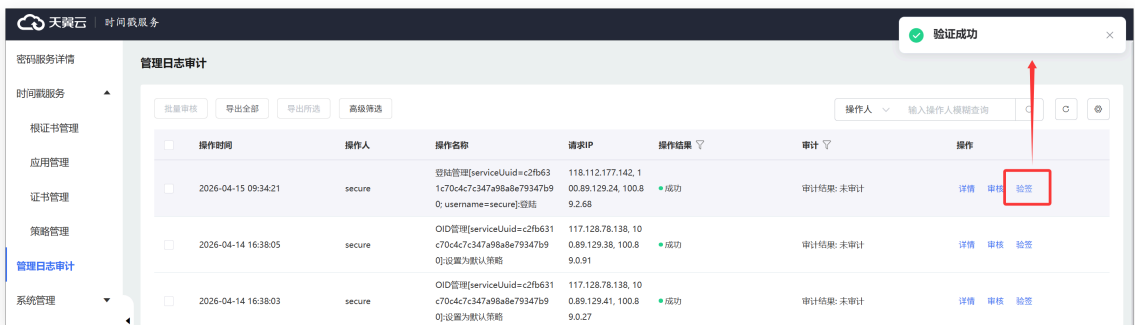 天翼云 时间戳服务
验证成功
密码服务详情
管理日志审计
时间戳服务
批量审核 导出全部 导出所选 高级筛选 操作人 输入操作人模糊查询
根证书管理
操作时间 操作人 操作名称 请求IP 操作结果 审计 操作
应用管理
登陆管理[serviceUuid=c2fb63 118.112.177.142, 1
2026-04-15 09:34:21 secure 1c70c4c7c347a98a8e79347b9 00.89.129.24, 100.8 成功 审计结果: 未审计 详情 审核 验签
0; username=secure]:登陆 9.2.68
证书管理
策略管理
OID管理[serviceUuid=c2fb631 117.128.78.138, 10
2026-04-14 16:38:05 secure c70c4c7c347a98a8e79347b9 0.89.129.38, 100.8 成功 审计结果: 未审计 详情 审核 验签
0]:设置为默认策略 9.0.91
管理日志审计
OID管理[serviceUuid=c2fb631 117.128.78.138, 10
系统管理
2026-04-14 16:38:03 secure c70c4c7c347a98a8e79347b9 0.89.129.41, 100.8 成功 审计结果: 未审计 详情 审核 验签
0]:设置为默认策略 9.0.27